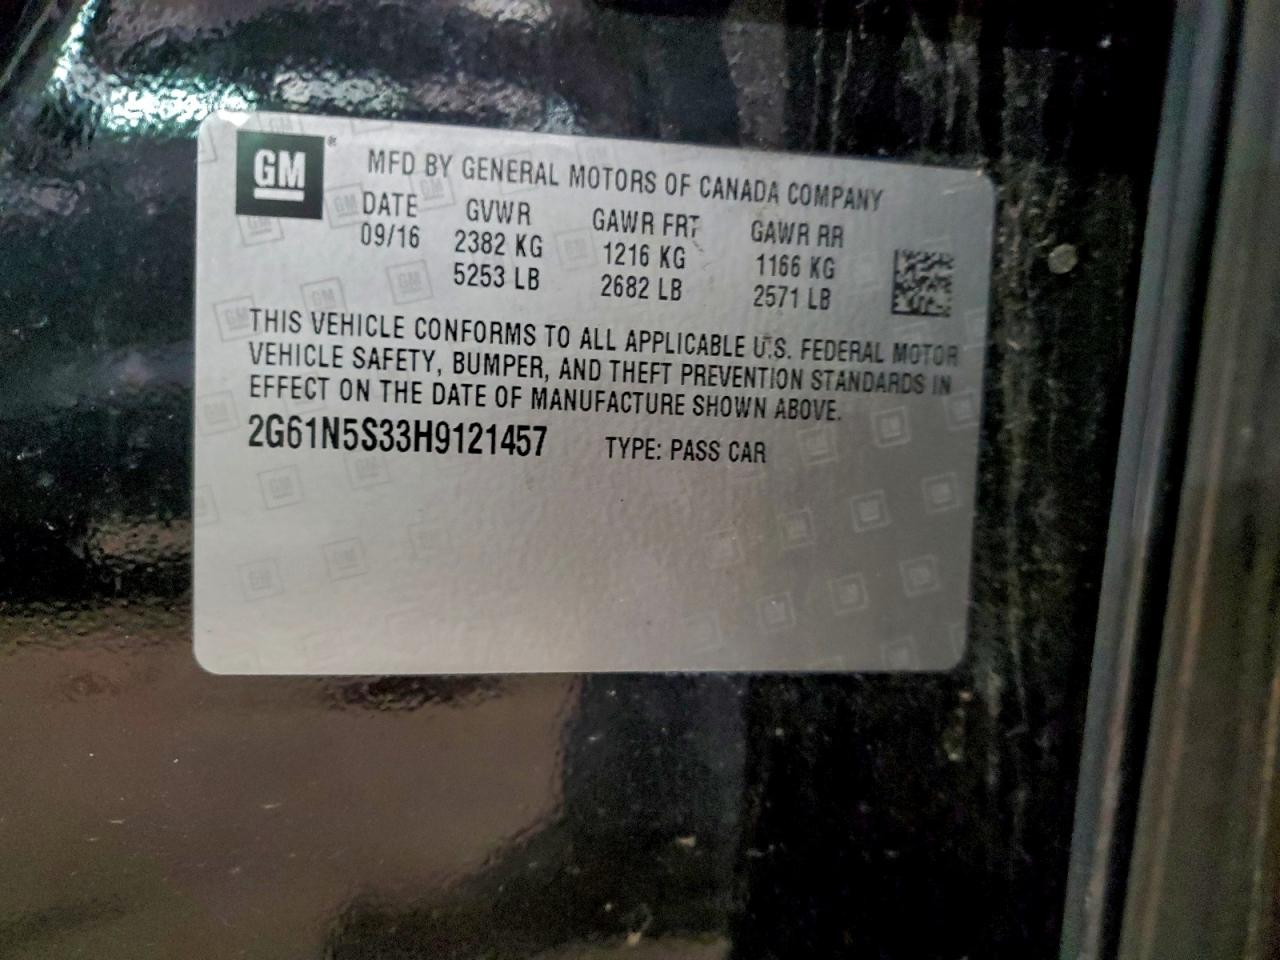 GM
MFD BY GENERAL MOTORS OF CANADA COMPANY
DATE GVWR GAWR FRT GAWR RR
09/16 2382 KG 1216 KG 1166 KG
5253 LB 2682 LB 2571 LB
THIS VEHICLE CONFORMS TO ALL APPLICABLE U.S. FEDERAL MOTOR
VEHICLE SAFETY, BUMPER, AND THEFT PREVENTION STANDARDS IN
EFFECT ON THE DATE OF MANUFACTURE SHOWN ABOVE.
2G61N5S33H9121457 TYPE: PASS CAR